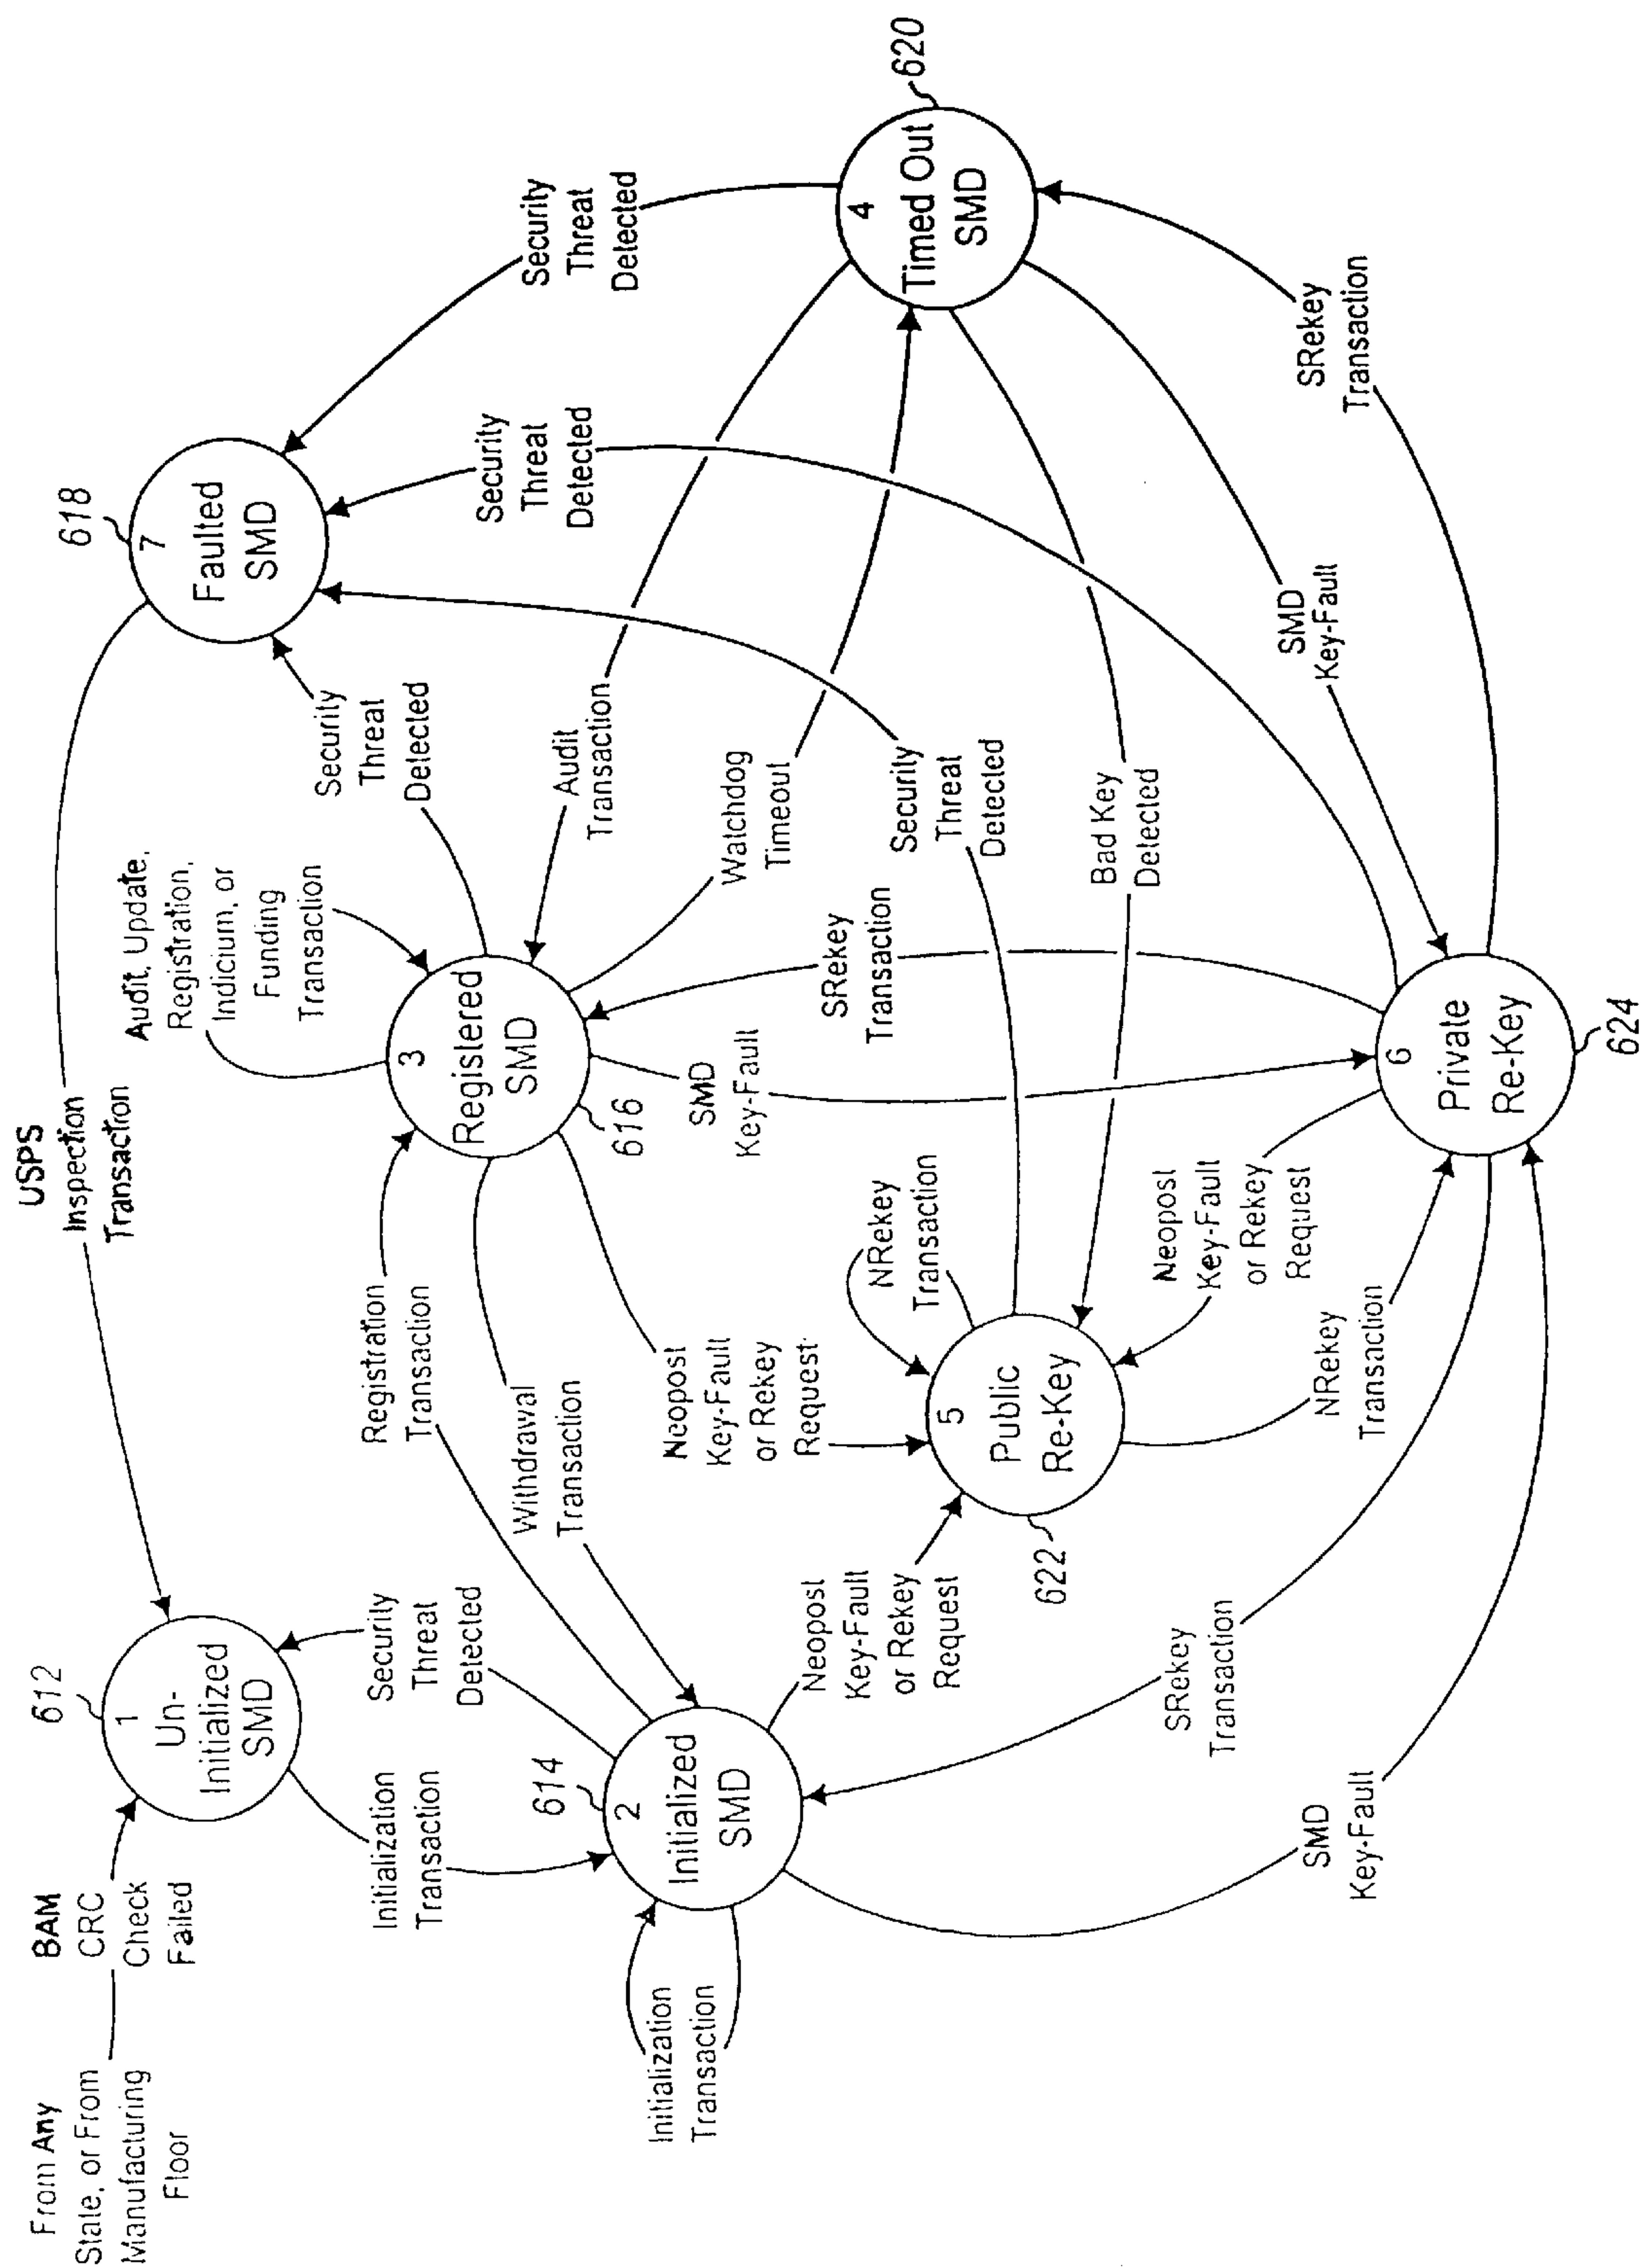 From Any
State, or From
Manufacturing
Floor
BAM
CRC
Check
Failed
612
1
Un-
Initialized
SMD
USPS
Inspection
Transaction
618
7
Faulted
SMD
Initialization
Transaction
Security
Threat
Detected
Registration
Transaction
Audit, Update,
Registration,
Indicium, or
Funding
Transaction
Security
Threat
Detected
Security
Threat
Detected
Security
Threat
Detected
614
2
Initialized
SMD
Initialization
Transaction
Withdrawal
Transaction
3
Registered
SMD
616
Audit
Transaction
Watchdog
Timeout
4
Timed Out
SMD
620
Neopost
Key-Fault
or Rekey
Request
Neopost
Key-Fault
or Rekey
Request
SMD
Key-Fault
SRekey
Transaction
Security
Threat
Detected
NRekey
Transaction
5
Public
Re-Key
622
Bad Key
Detected
Neopost
Key-Fault
or Rekey
Request
NRekey
Transaction
SMD
Key-Fault
SRekey
Transaction
SRekey
Transaction
SMD
Key-Fault
6
Private
Re-Key
624